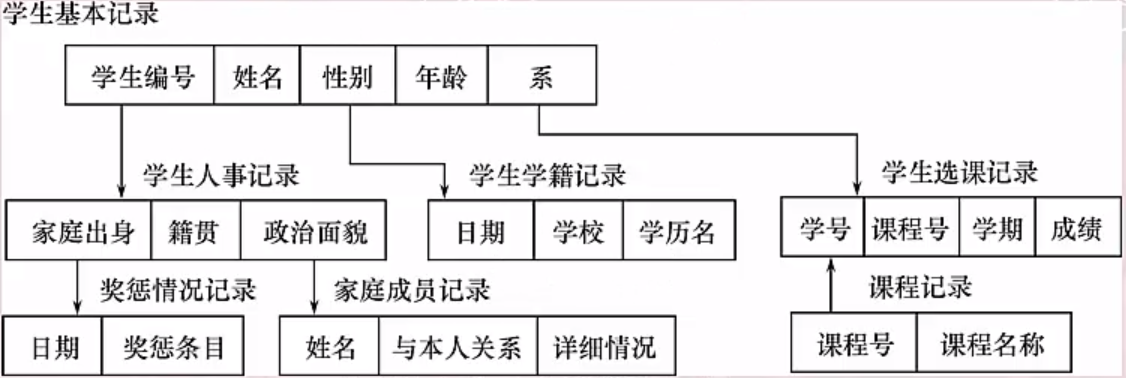 学生基本记录
学生编号 姓名 性别 年龄 系
学生人事记录 学生学籍记录 学生选课记录
家庭出身 籍贯 政治面貌 日期 学校 学历名 学号 课程号 学期 成绩
奖惩情况记录 家庭成员记录 课程记录
日期 奖惩条目 姓名 与本人关系 详细情况 课程号 课程名称